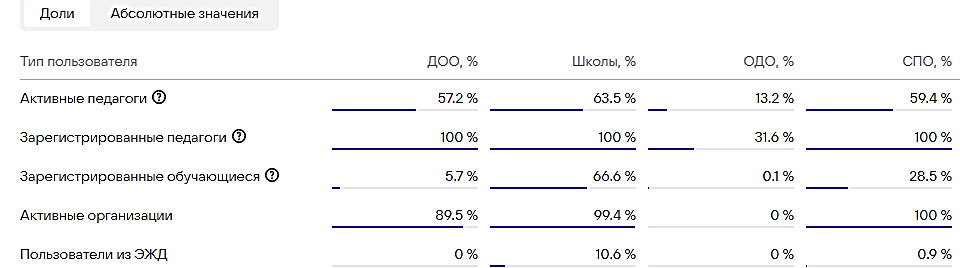 Доли Абсолютные значения
Тип пользователя ДОО, % Школы, % ОДО, % СПО, %
Активные педагоги ? 57.2 % 63.5 % 13.2 % 59.4 %
Зарегистрированные педагоги ? 100 % 100 % 31.6 % 100 %
Зарегистрированные обучающиеся ? 5.7 % 66.6 % 0.1 % 28.5 %
Активные организации 89.5 % 99.4 % 0 % 100 %
Пользователи из ЭЖД 0 % 10.6 % 0 % 0.9 %